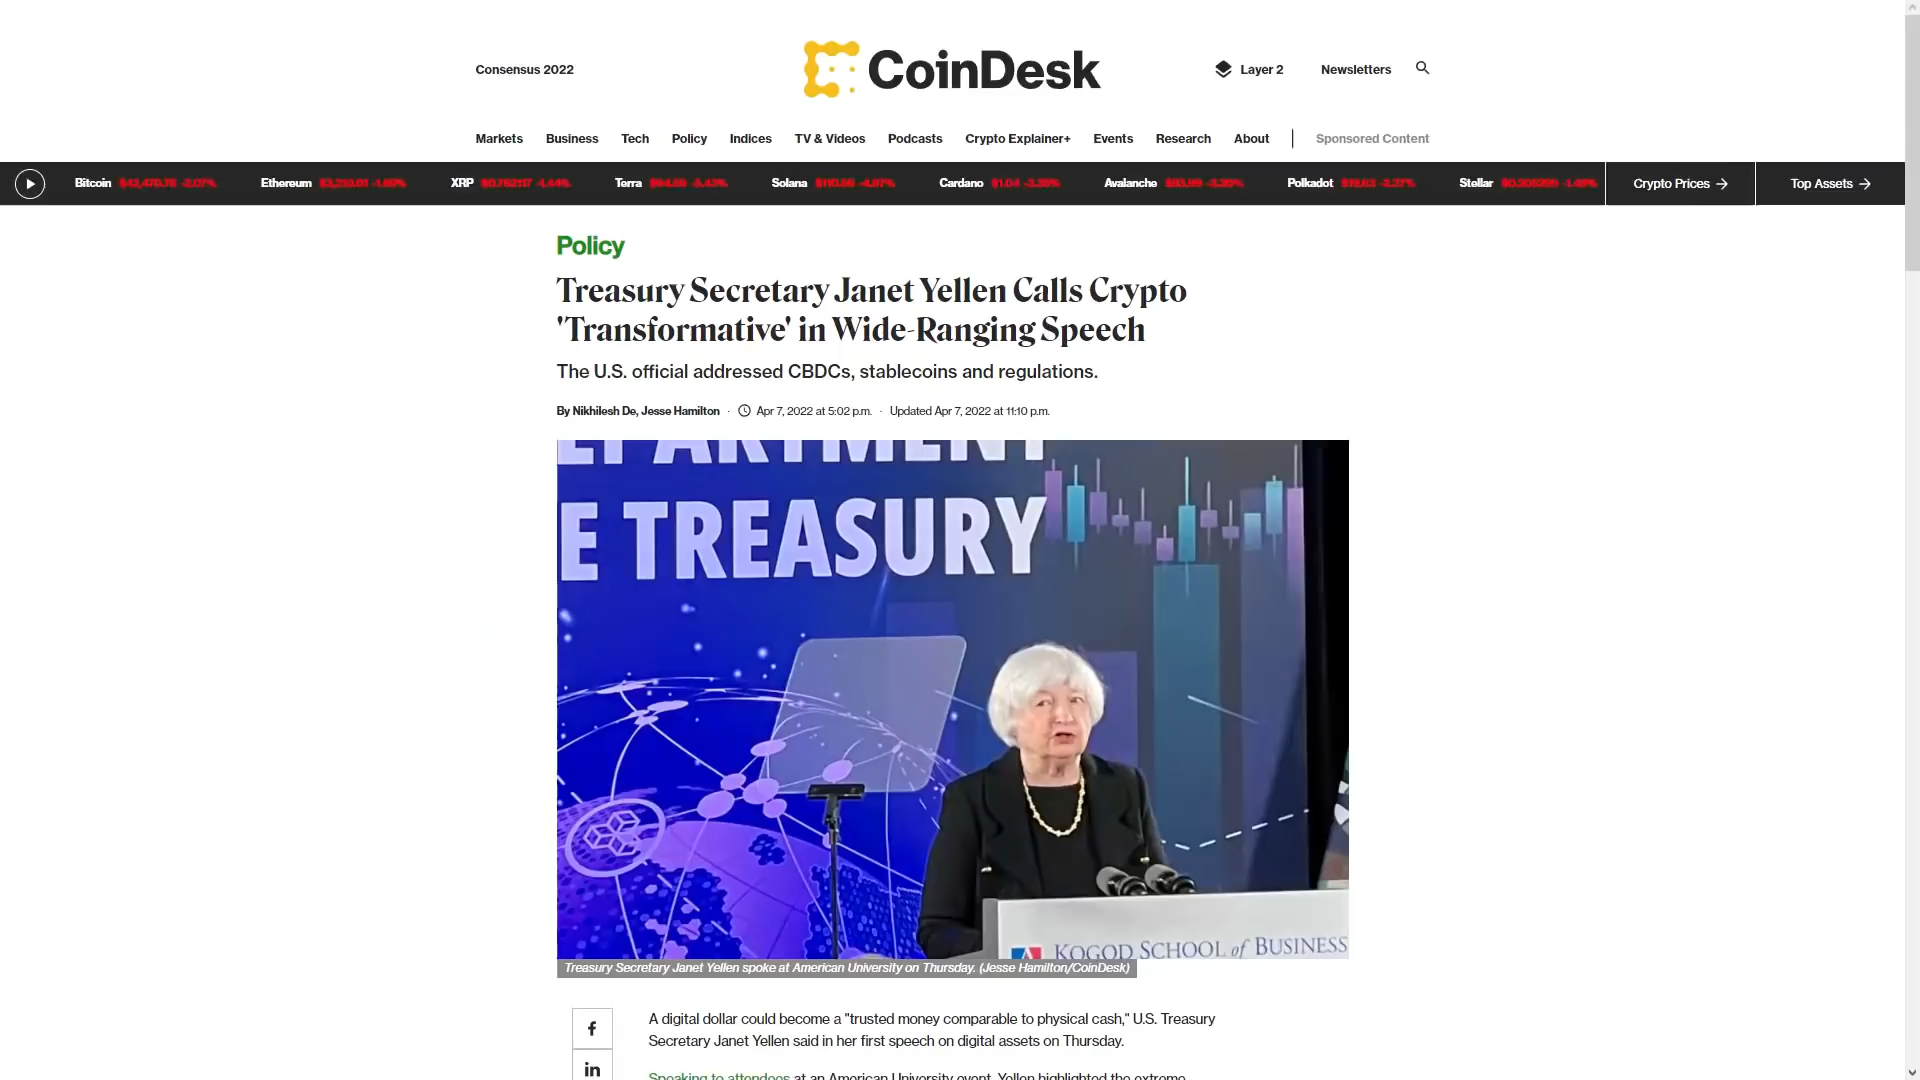 Consensus 2022
CoinDesk
Layer 2
Newsletters
Markets Business Tech Policy Indices TV & Videos Podcasts Crypto Explainer+ Events Research About Sponsored Content
Bitcoin Ethereum XRP Terra Solana Cardano Avalanche Polkadot Stellar Crypto Prices → Top Assets →
Policy
Treasury Secretary Janet Yellen Calls Crypto
'Transformative' in Wide-Ranging Speech
The U.S. official addressed CBDCs, stablecoins and regulations.
By Nikhilesh De, Jesse Hamilton · Apr 7, 2022 at 5:02 p.m. · Updated Apr 7, 2022 at 11:10 p.m.
EPARTMENT
E TREASURY
KOGOD SCHOOL of BUSINESS
Treasury Secretary Janet Yellen spoke at American University on Thursday. (Jesse Hamilton/CoinDesk)
A digital dollar could become a "trusted money comparable to physical cash," U.S. Treasury
Secretary Janet Yellen said in her first speech on digital assets on Thursday.
Speaking to attendees at an American University event, Yellen highlighted the extreme